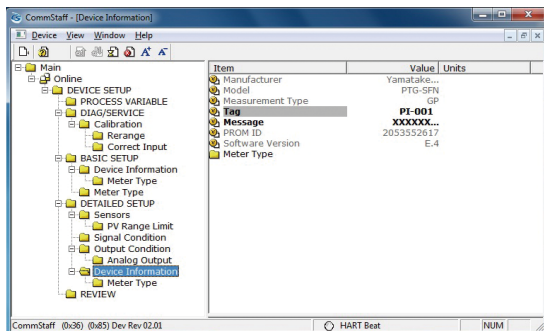 CommStaff - [Device Information]
Device View Window Help
Main
Online
DEVICE SETUP
PROCESS VARIABLE
DIAG/SERVICE
Calibration
Rerange
Correct Input
BASIC SETUP
Device Information
Meter Type
Meter Type
DETAILED SETUP
Sensors
PV Range Limit
Signal Condition
Output Condition
Analog Output
Device Information
Meter Type
REVIEW
Item Value Units
Manufacturer Yamatake...
Model PTG-SFN
Measurement Type GP
Tag PI-001
Message XXXXXX...
PROM ID 2053552617
Software Version E.4
Meter Type
CommStaff (0x36) (0x85) Dev Rev 02.01 HART Beat NUM